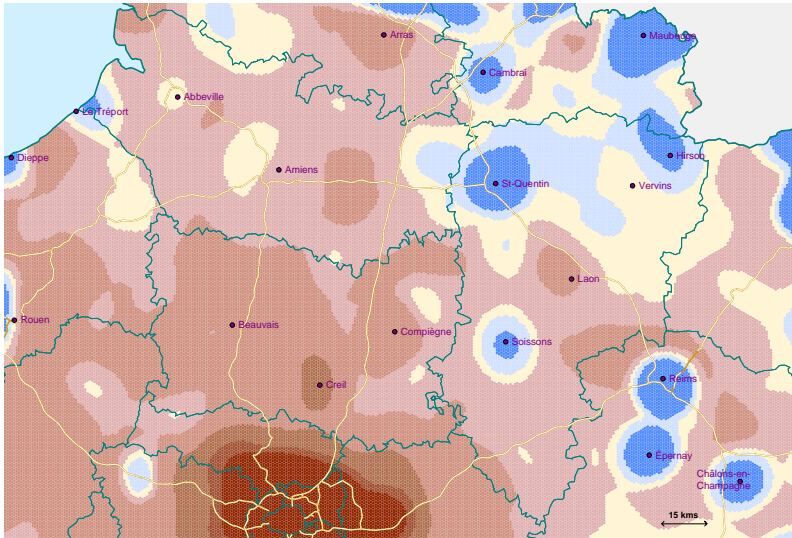 Arras
Maubeuge
Cambrai
Abbeville
Le Tréport
Dieppe
Hirson
Amiens
St-Quentin
Vervins
Laon
Rouen
Beauvais
Compiègne
Soissons
Creil
Reims
Épernay
Châlons-en-
Champagne
15 kms